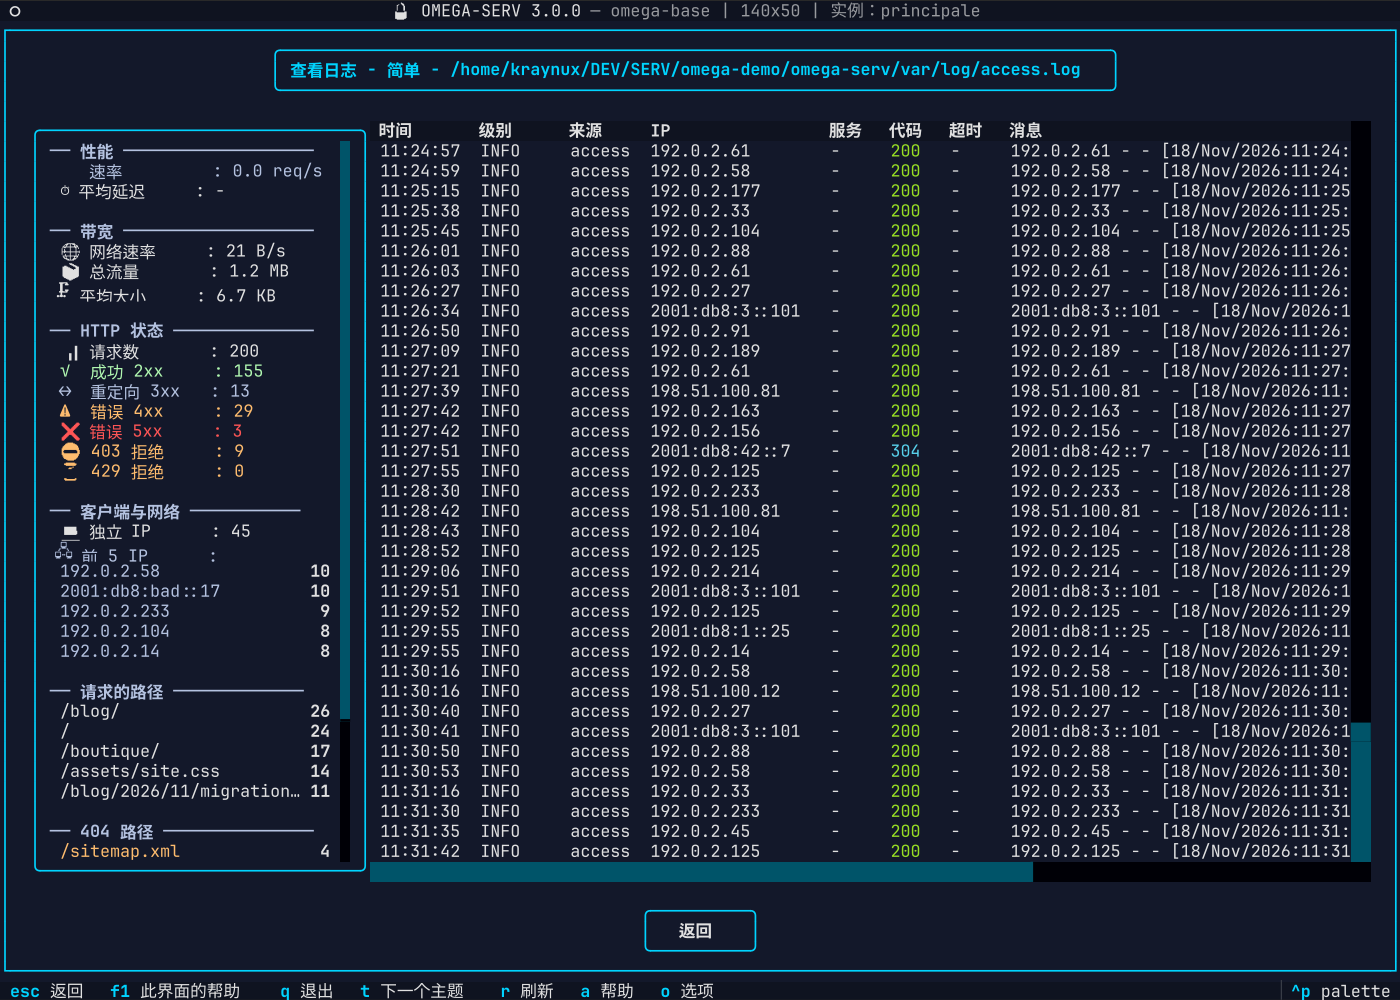 OMEGA-SERV 3.0.0 — omega-base | 140x50 | 实例：principale
查看日志 - 简单 - /home/kraynux/DEV/SERV/omega-demo/omega-serv/var/log/access.log
性能
速率 : 0.0 req/s
平均延迟 : -
带宽
网络速率 : 21 B/s
总流量 : 1.2 MB
平均大小 : 6.7 KB
HTTP 状态
请求数 : 200
√ 成功 2xx : 155
↔ 重定向 3xx : 13
⚠ 错误 4xx : 29
❌ 错误 5xx : 3
403 拒绝 : 9
429 拒绝 : 0
客户端与网络
独立 IP : 45
前 5 IP :
192.0.2.58 10
2001:db8:bad::17 10
192.0.2.233 9
192.0.2.104 8
192.0.2.14 8
请求的路径
/blog/ 26
/ 24
/boutique/ 17
/assets/site.css 14
/blog/2026/11/migration… 11
404 路径
/sitemap.xml 4
时间 级别 来源 IP 服务 代码 超时 消息
11:24:57 INFO access 192.0.2.61 - 200 - 192.0.2.61 - - [18/Nov/2026:11:24:
11:24:59 INFO access 192.0.2.58 - 200 - 192.0.2.58 - - [18/Nov/2026:11:24:
11:25:15 INFO access 192.0.2.177 - 200 - 192.0.2.177 - - [18/Nov/2026:11:25
11:25:38 INFO access 192.0.2.33 - 200 - 192.0.2.33 - - [18/Nov/2026:11:25:
11:25:45 INFO access 192.0.2.104 - 200 - 192.0.2.104 - - [18/Nov/2026:11:25
11:26:01 INFO access 192.0.2.88 - 200 - 192.0.2.88 - - [18/Nov/2026:11:26:
11:26:03 INFO access 192.0.2.61 - 200 - 192.0.2.61 - - [18/Nov/2026:11:26:
11:26:27 INFO access 192.0.2.27 - 200 - 192.0.2.27 - - [18/Nov/2026:11:26:
11:26:34 INFO access 2001:db8:3::101 - 200 - 2001:db8:3::101 - - [18/Nov/2026:1
11:26:50 INFO access 192.0.2.91 - 200 - 192.0.2.91 - - [18/Nov/2026:11:26:
11:27:09 INFO access 192.0.2.189 - 200 - 192.0.2.189 - - [18/Nov/2026:11:27
11:27:21 INFO access 192.0.2.61 - 200 - 192.0.2.61 - - [18/Nov/2026:11:27:
11:27:39 INFO access 198.51.100.81 - 200 - 198.51.100.81 - - [18/Nov/2026:11:
11:27:42 INFO access 192.0.2.163 - 200 - 192.0.2.163 - - [18/Nov/2026:11:27
11:27:42 INFO access 192.0.2.156 - 200 - 192.0.2.156 - - [18/Nov/2026:11:27
11:27:51 INFO access 2001:db8:42::7 - 304 - 2001:db8:42::7 - - [18/Nov/2026:11
11:27:55 INFO access 192.0.2.125 - 200 - 192.0.2.125 - - [18/Nov/2026:11:27
11:28:30 INFO access 192.0.2.233 - 200 - 192.0.2.233 - - [18/Nov/2026:11:28
11:28:42 INFO access 198.51.100.81 - 200 - 198.51.100.81 - - [18/Nov/2026:11:
11:28:43 INFO access 192.0.2.104 - 200 - 192.0.2.104 - - [18/Nov/2026:11:28
11:28:52 INFO access 192.0.2.125 - 200 - 192.0.2.125 - - [18/Nov/2026:11:28
11:29:06 INFO access 192.0.2.214 - 200 - 192.0.2.214 - - [18/Nov/2026:11:29
11:29:51 INFO access 2001:db8:3::101 - 200 - 2001:db8:3::101 - - [18/Nov/2026:1
11:29:52 INFO access 192.0.2.125 - 200 - 192.0.2.125 - - [18/Nov/2026:11:29
11:29:55 INFO access 2001:db8:1::25 - 200 - 2001:db8:1::25 - - [18/Nov/2026:11
11:29:55 INFO access 192.0.2.14 - 200 - 192.0.2.14 - - [18/Nov/2026:11:29:
11:30:16 INFO access 192.0.2.58 - 200 - 192.0.2.58 - - [18/Nov/2026:11:30:
11:30:16 INFO access 198.51.100.12 - 200 - 198.51.100.12 - - [18/Nov/2026:11:
11:30:40 INFO access 192.0.2.27 - 200 - 192.0.2.27 - - [18/Nov/2026:11:30:
11:30:41 INFO access 2001:db8:3::101 - 200 - 2001:db8:3::101 - - [18/Nov/2026:1
11:30:50 INFO access 192.0.2.88 - 200 - 192.0.2.88 - - [18/Nov/2026:11:30:
11:30:53 INFO access 192.0.2.58 - 200 - 192.0.2.58 - - [18/Nov/2026:11:30:
11:31:16 INFO access 192.0.2.33 - 200 - 192.0.2.33 - - [18/Nov/2026:11:31:
11:31:30 INFO access 192.0.2.233 - 200 - 192.0.2.233 - - [18/Nov/2026:11:31
11:31:35 INFO access 192.0.2.45 - 200 - 192.0.2.45 - - [18/Nov/2026:11:31:
11:31:42 INFO access 192.0.2.125 - 200 - 192.0.2.125 - - [18/Nov/2026:11:31
返回
esc 返回 f1 此界面的帮助 q 退出 t 下一个主题 r 刷新 a 帮助 o 选项 ^p palette